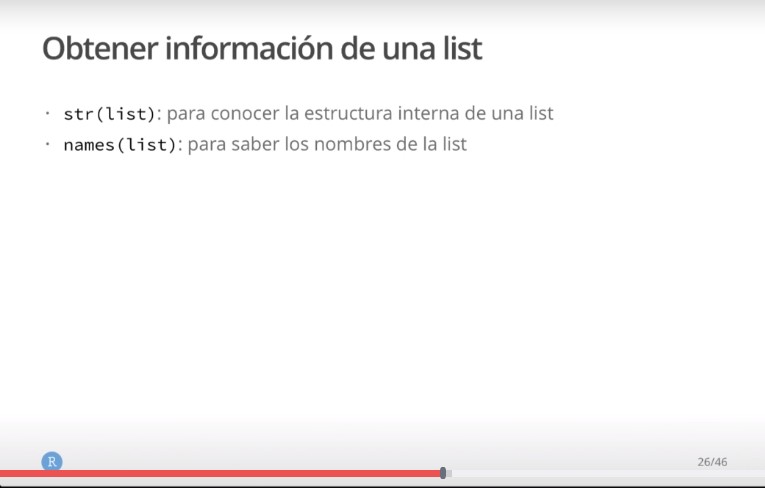 Obtener información de una list
· str(list): para conocer la estructura interna de una list
· names(list): para saber los nombres de la list
R
26/46